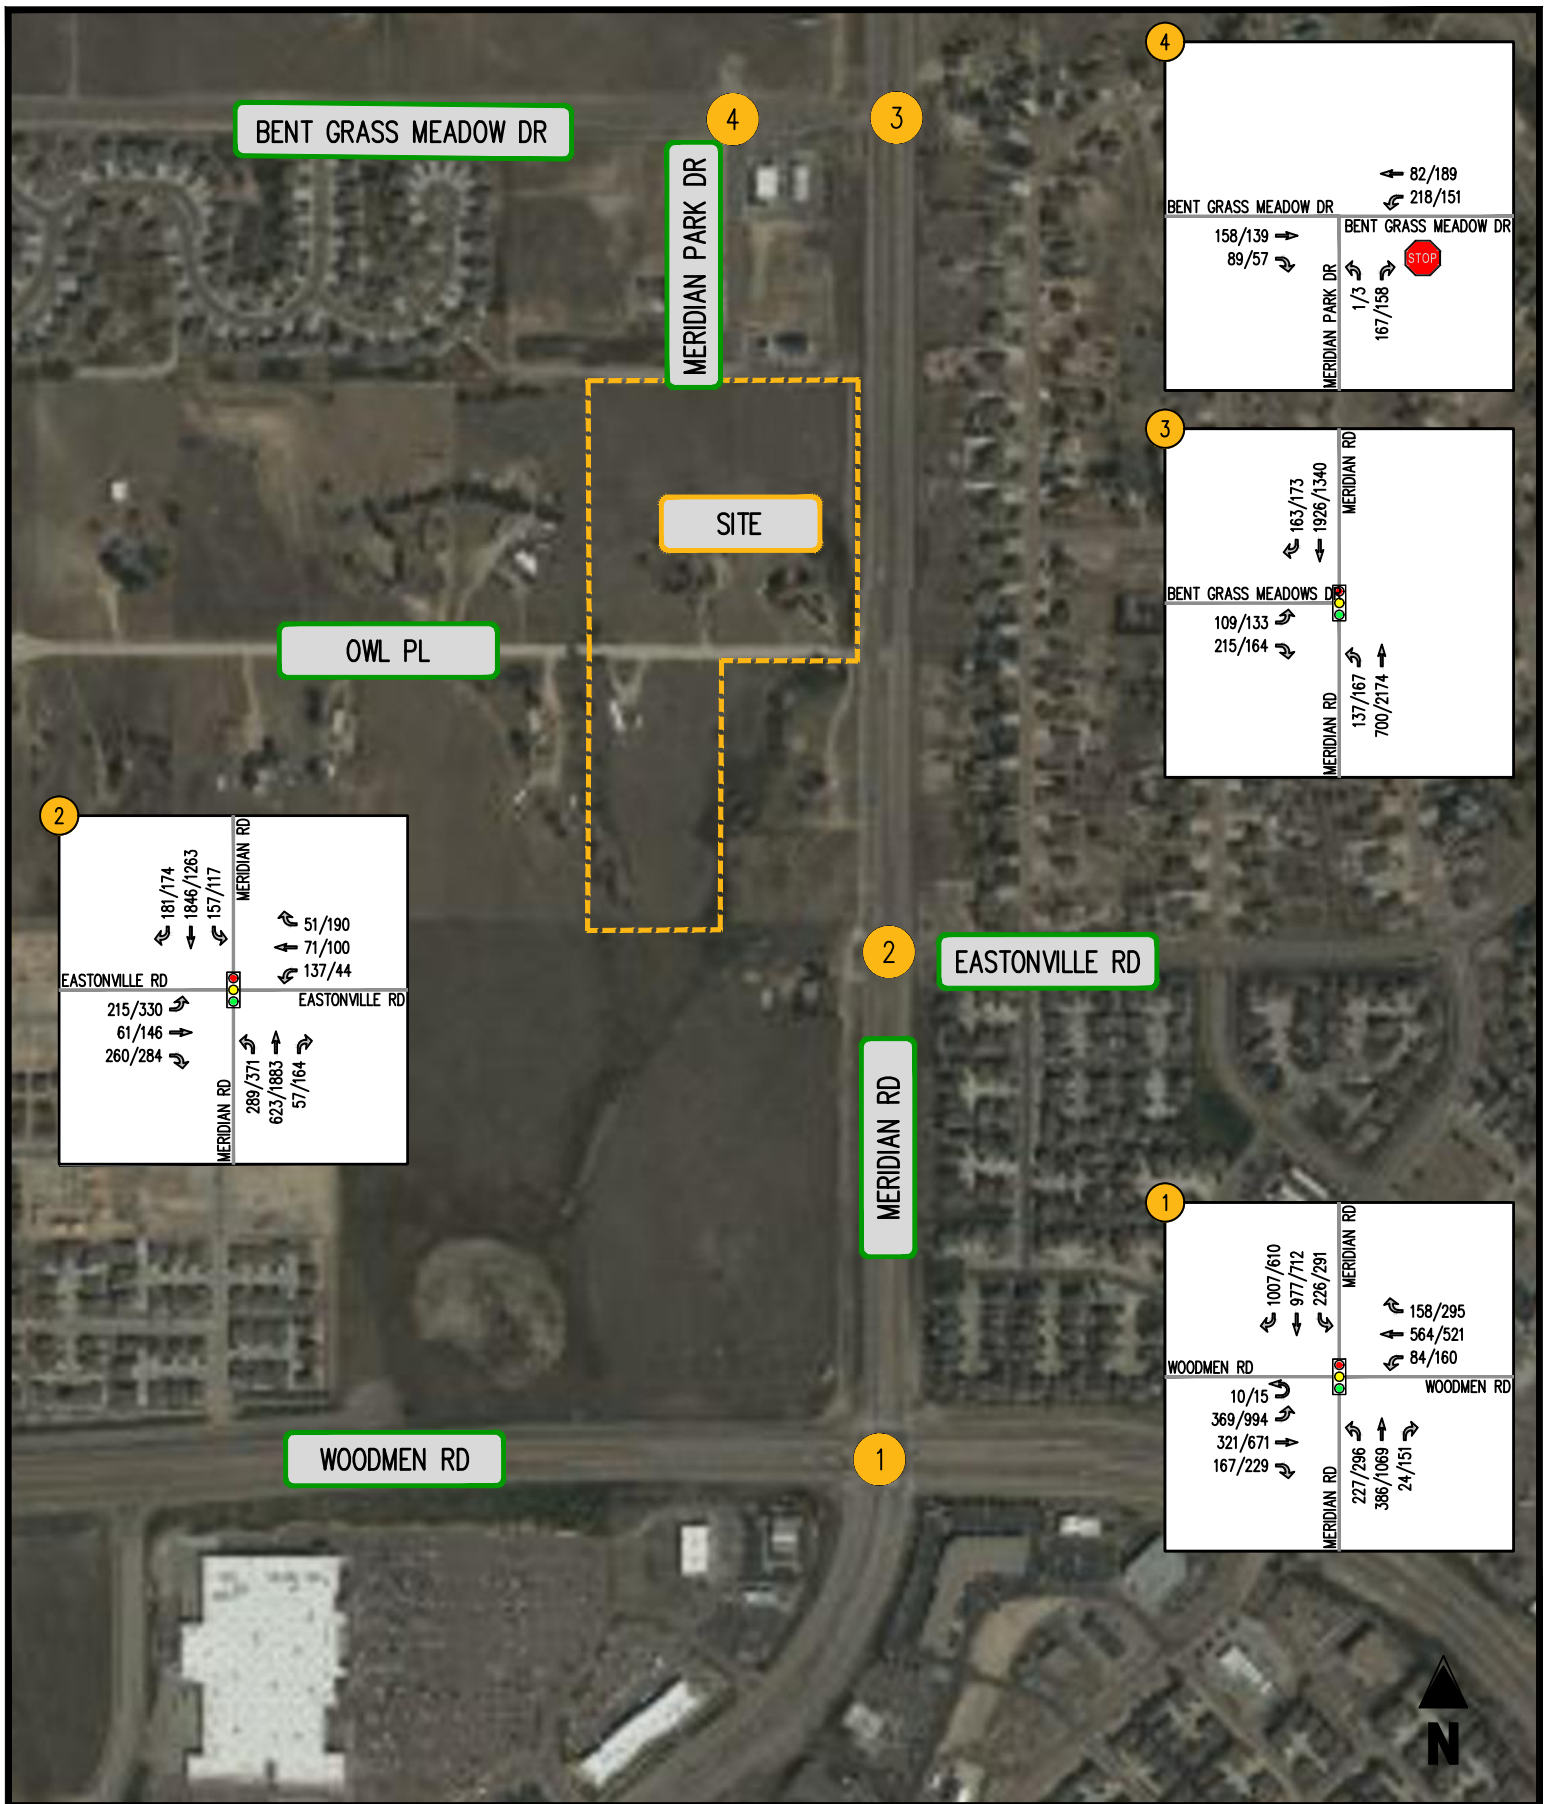 4
BENT GRASS MEADOW DR
4
3
MERIDIAN PARK DR
82/189
218/151
BENT GRASS MEADOW DR
BENT GRASS MEADOW DR
158/139
89/57
STOP
1/3
167/158
MERIDIAN PARK DR
3
163/173
1926/1340
MERIDIAN RD
BENT GRASS MEADOWS DR
109/133
215/164
137/167
700/2174
MERIDIAN RD
SITE
OWL PL
2
181/174
1846/1263
157/117
MERIDIAN RD
51/190
71/100
137/44
EASTONVILLE RD
EASTONVILLE RD
215/330
61/146
260/284
289/371
623/1883
57/164
MERIDIAN RD
2
EASTONVILLE RD
MERIDIAN RD
1
1007/610
977/712
226/291
MERIDIAN RD
158/295
564/521
84/160
WOODMEN RD
WOODMEN RD
10/15
369/994
321/671
167/229
227/296
386/1069
24/151
MERIDIAN RD
WOODMEN RD
1
N